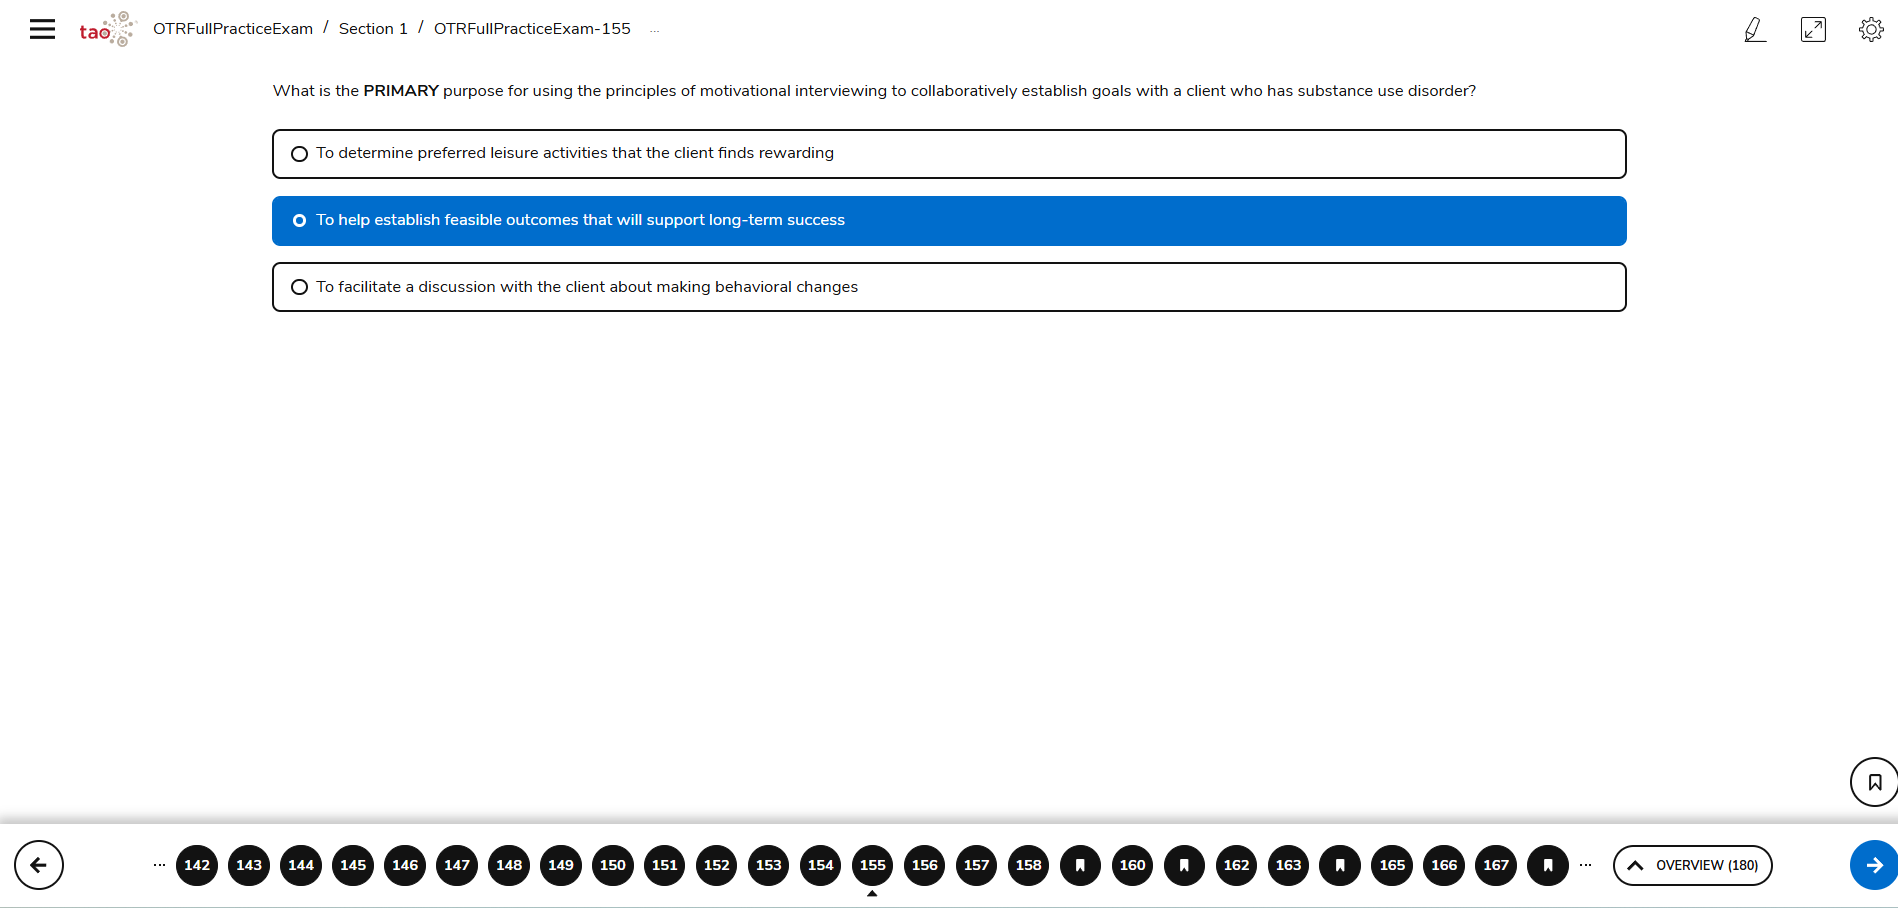 tao OTRFullPracticeExam / Section 1 / OTRFullPracticeExam-155 ...
What is the PRIMARY purpose for using the principles of motivational interviewing to collaboratively establish goals with a client who has substance use disorder?
To determine preferred leisure activities that the client finds rewarding
To help establish feasible outcomes that will support long-term success
To facilitate a discussion with the client about making behavioral changes
... 142 143 144 145 146 147 148 149 150 151 152 153 154 155 156 157 158 160 162 163 165 166 167 ... OVERVIEW (180)